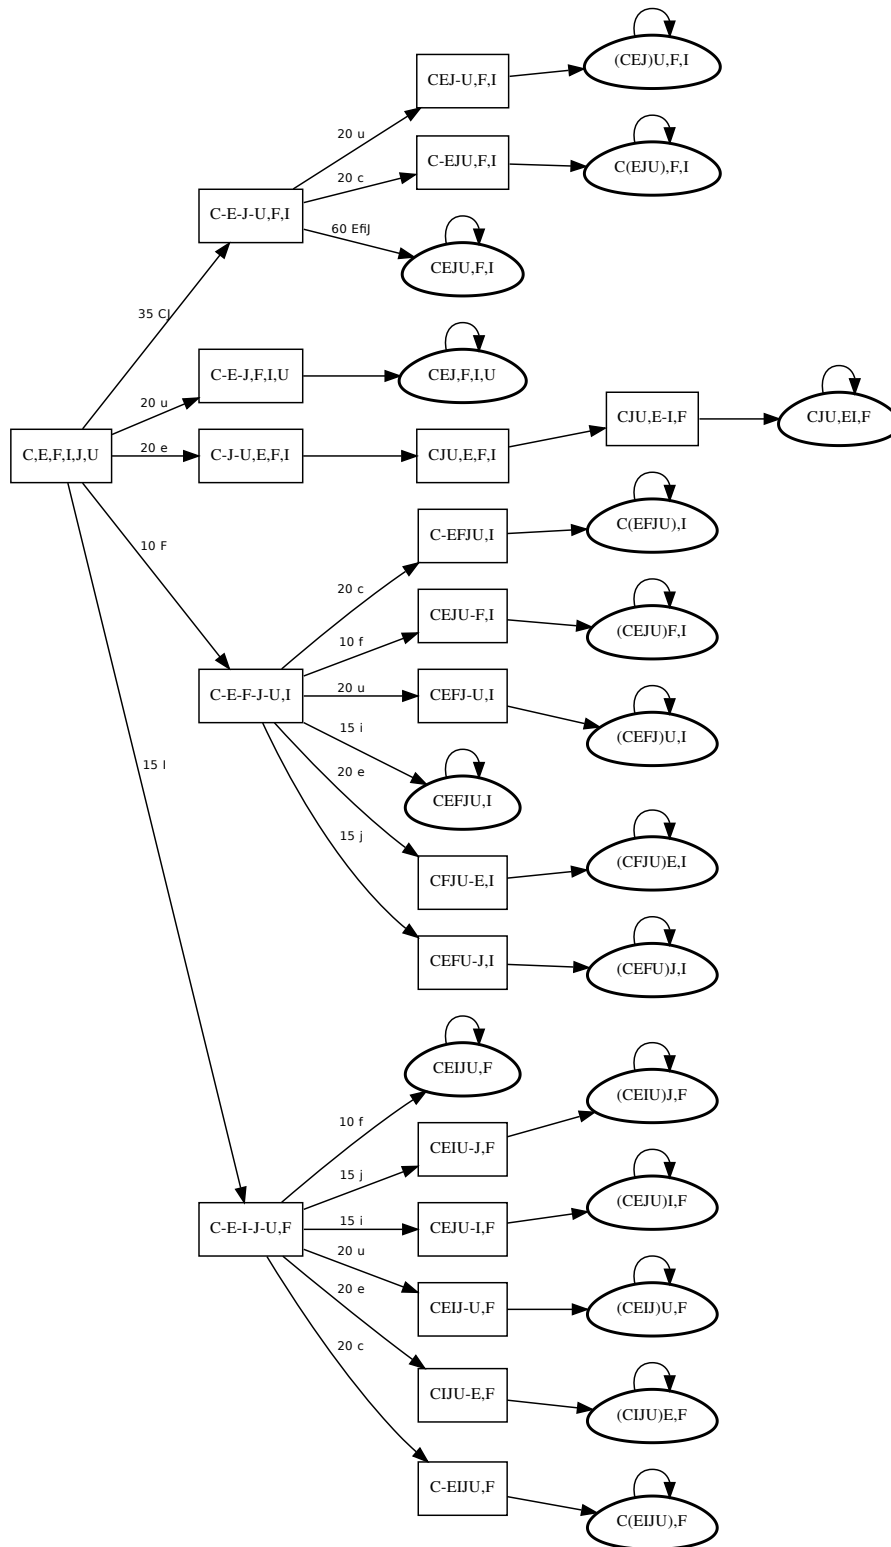 (CEJ)U,F,I
CEJ-U,F,I
20 u
C-EJU,F,I
C(EJU),F,I
20 c
C-E-J-U,F,I
60 EfiJ
CEJU,F,I
35 CJ
C-E-J,F,I,U
CEJ,F,I,U
20 u
CJU,E-I,F
CJU,EI,F
C,E,F,I,J,U
20 e
C-J-U,E,F,I
CJU,E,F,I
C-EFJU,I
C(EFJU),I
10 F
20 c
CEJU-F,I
(CEJU)F,I
10 f
C-E-F-J-U,I
20 u
CEFJ-U,I
(CEFJ)U,I
15 i
15 I
20 e
CEFJU,I
15 j
CFJU-E,I
(CFJU)E,I
CEFU-J,I
(CEFU)J,I
CEIJU,F
(CEIU)J,F
10 f
CEIU-J,F
15 j
(CEJU)I,F
C-E-I-J-U,F
15 i
CEJU-I,F
20 u
CEIJ-U,F
(CEIJ)U,F
20 e
20 c
CIJU-E,F
(CIJU)E,F
C-EIJU,F
C(EIJU),F